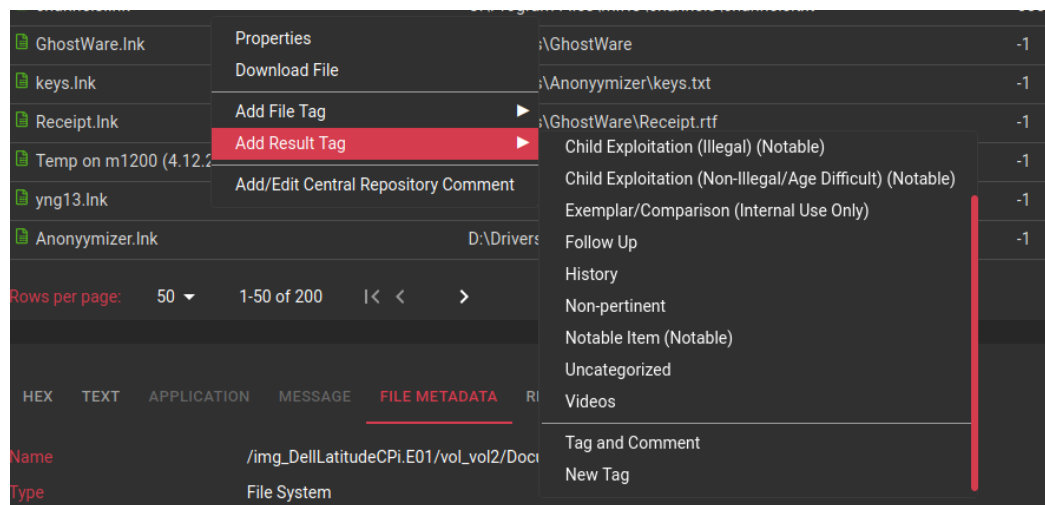 GhostWare.lnk s\GhostWare -1
keys.lnk s\Anonyymizer\keys.txt -1
Receipt.lnk s\GhostWare\Receipt.rtf -1
Temp on m1200 (4.12.2 -1
yng13.lnk -1
Anonyymizer.lnk D:\Drivers -1
Properties
Download File
Add File Tag
Add Result Tag
Add/Edit Central Repository Comment
Child Exploitation (Illegal) (Notable)
Child Exploitation (Non-Illegal/Age Difficult) (Notable)
Exemplar/Comparison (Internal Use Only)
Follow Up
History
Non-pertinent
Notable Item (Notable)
Uncategorized
Videos
Tag and Comment
New Tag
Rows per page: 50 1-50 of 200
HEX TEXT APPLICATION MESSAGE FILE METADATA
Name /img_DellLatitudeCPi.E01/vol_vol2/Docu
Type File System